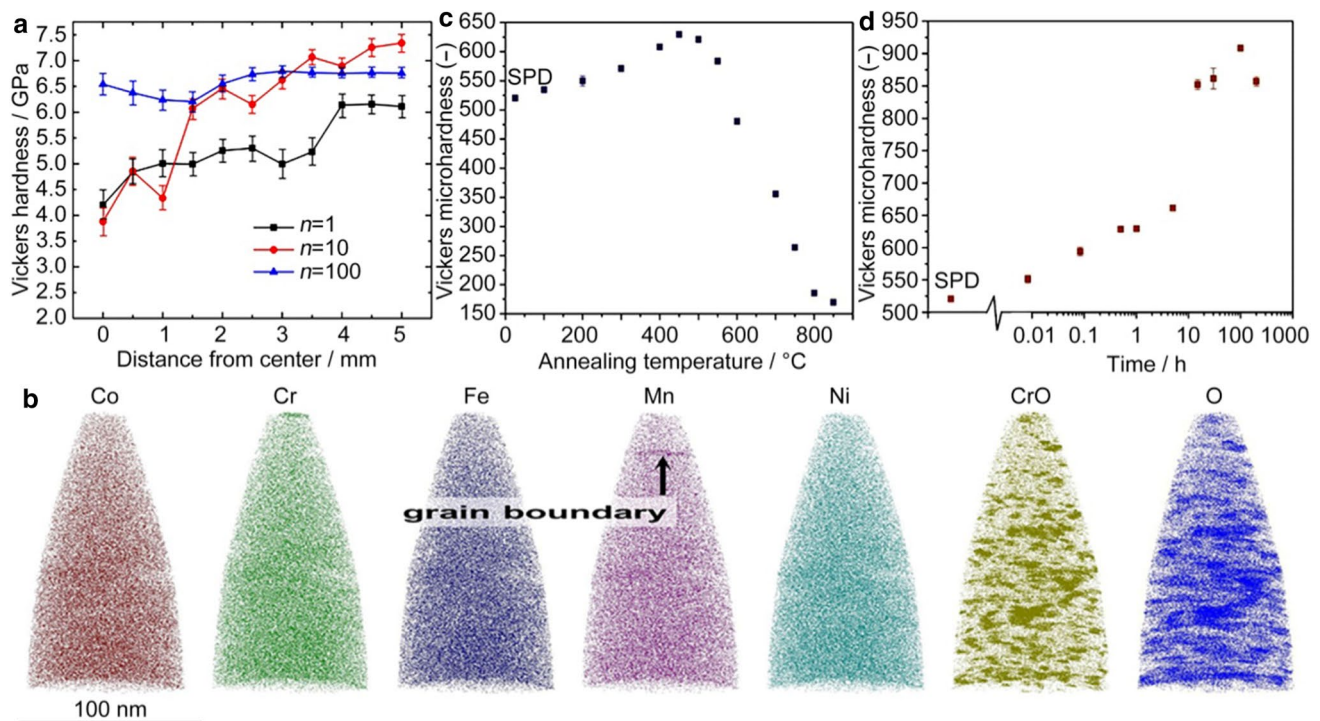 a
Vickers hardness / GPa
7.5
7.0
6.5
6.0
5.5
5.0
4.5
4.0
3.5
3.0
2.5
2.0
n=1
n=10
n=100
0 1 2 3 4 5
Distance from center / mm
c
Vickers microhardness (–)
650
600
550
500
450
400
350
300
250
200
150
SPD
0 200 400 600 800
Annealing temperature / °C
d
Vickers microhardness (–)
950
900
850
800
750
700
650
600
550
500
SPD
0.01 0.1 1 10 100 1000
Time / h
b
Co Cr Fe Mn Ni CrO O
grain boundary
100 nm